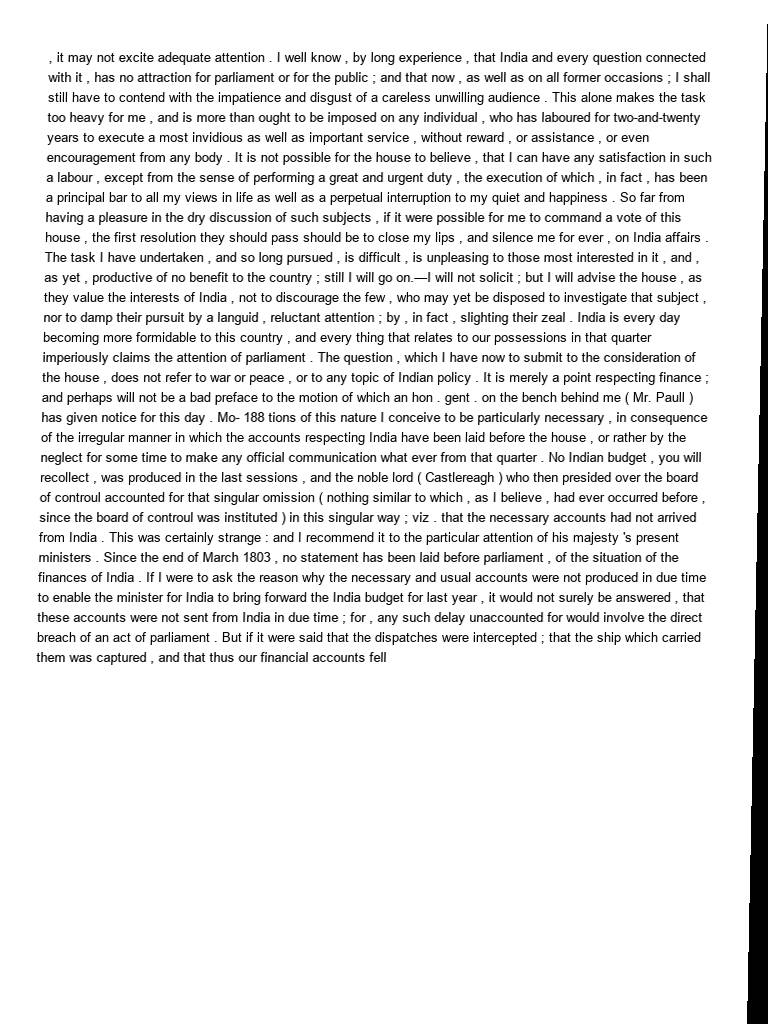 , it may not excite adequate attention . I well know , by long experience , that India and every question connected
with it , has no attraction for parliament or for the public ; and that now , as well as on all former occasions ; I shall
still have to contend with the impatience and disgust of a careless unwilling audience . This alone makes the task
too heavy for me , and is more than ought to be imposed on any individual , who has laboured for two-and-twenty
years to execute a most invidious as well as important service , without reward , or assistance , or even
encouragement from any body . It is not possible for the house to believe , that I can have any satisfaction in such
a labour , except from the sense of performing a great and urgent duty , the execution of which , in fact , has been
a principal bar to all my views in life as well as a perpetual interruption to my quiet and happiness . So far from
having a pleasure in the dry discussion of such subjects , if it were possible for me to command a vote of this
house , the first resolution they should pass should be to close my lips , and silence me for ever , on India affairs .
The task I have undertaken , and so long pursued , is difficult , is unpleasing to those most interested in it , and ,
as yet , productive of no benefit to the country ; still I will go on.—I will not solicit ; but I will advise the house , as
they value the interests of India , not to discourage the few , who may yet be disposed to investigate that subject ,
nor to damp their pursuit by a languid , reluctant attention ; by , in fact , slighting their zeal . India is every day
becoming more formidable to this country , and every thing that relates to our possessions in that quarter
imperiously claims the attention of parliament . The question , which I have now to submit to the consideration of
the house , does not refer to war or peace , or to any topic of Indian policy . It is merely a point respecting finance ;
and perhaps will not be a bad preface to the motion of which an hon . gent . on the bench behind me ( Mr. Paull )
has given notice for this day . Mo- 188 tions of this nature I conceive to be particularly necessary , in consequence
of the irregular manner in which the accounts respecting India have been laid before the house , or rather by the
neglect for some time to make any official communication what ever from that quarter . No Indian budget , you will
recollect , was produced in the last sessions , and the noble lord ( Castlereagh ) who then presided over the board
of controul accounted for that singular omission ( nothing similar to which , as I believe , had ever occurred before ,
since the board of controul was instituted ) in this singular way ; viz . that the necessary accounts had not arrived
from India . This was certainly strange : and I recommend it to the particular attention of his majesty 's present
ministers . Since the end of March 1803 , no statement has been laid before parliament , of the situation of the
finances of India . If I were to ask the reason why the necessary and usual accounts were not produced in due time
to enable the minister for India to bring forward the India budget for last year , it would not surely be answered , that
these accounts were not sent from India in due time ; for , any such delay unaccounted for would involve the direct
breach of an act of parliament . But if it were said that the dispatches were intercepted ; that the ship which carried
them was captured , and that thus our financial accounts fell